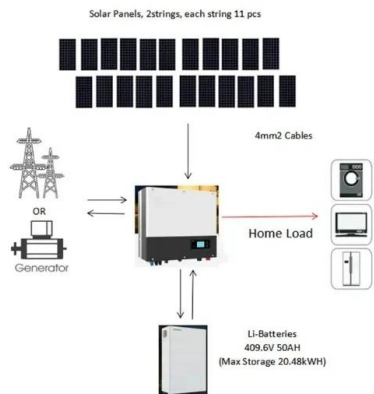 Solar Panels, 2strings, each string 11 pcs
4mm2 Cables
OR
Generator
Home Load
Li-Batteries
409.6V 50AH
(Max Storage 20.48kWH)